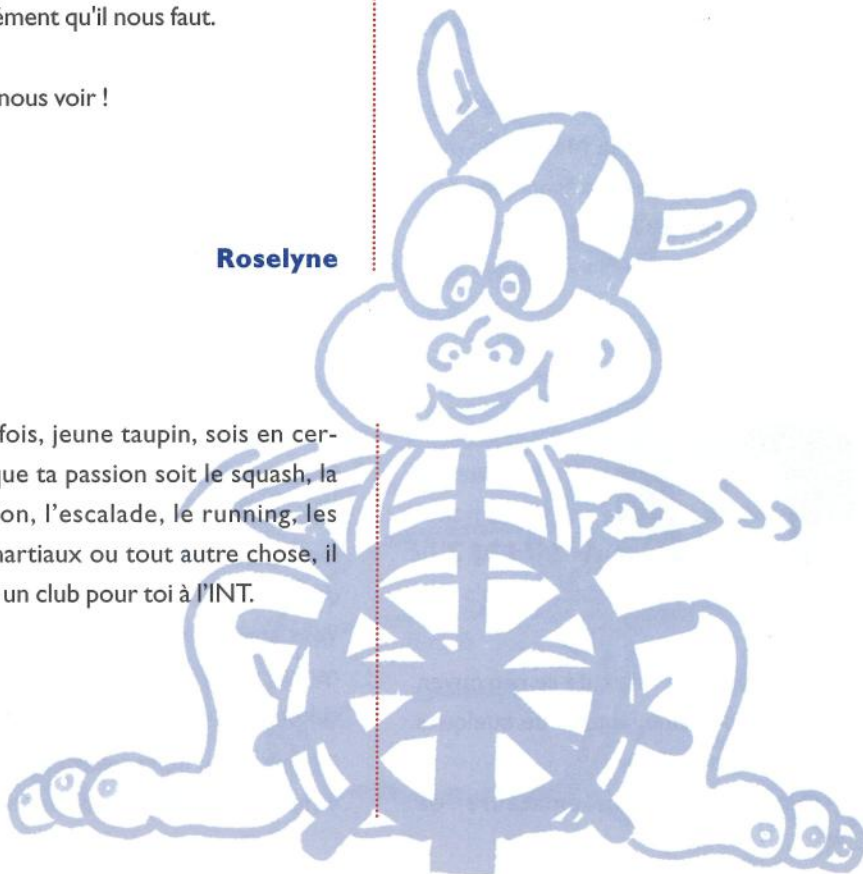 ément qu'il nous faut.
nous voir !
Roselyne
fois, jeune taupin, sois en cer-
que ta passion soit le squash, la
on, l'escalade, le running, les
martiaux ou tout autre chose, il
un club pour toi à l'INT.